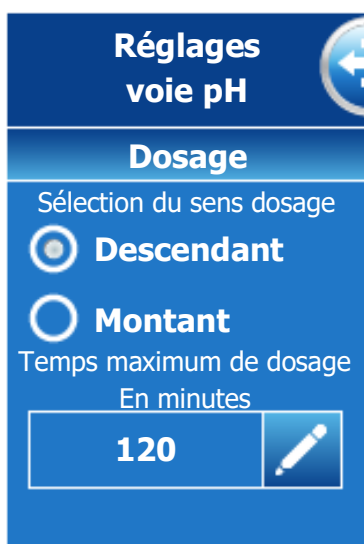 Réglages
voie pH
Dosage
Sélection du sens dosage
Descendant
Montant
Temps maximum de dosage
En minutes
120